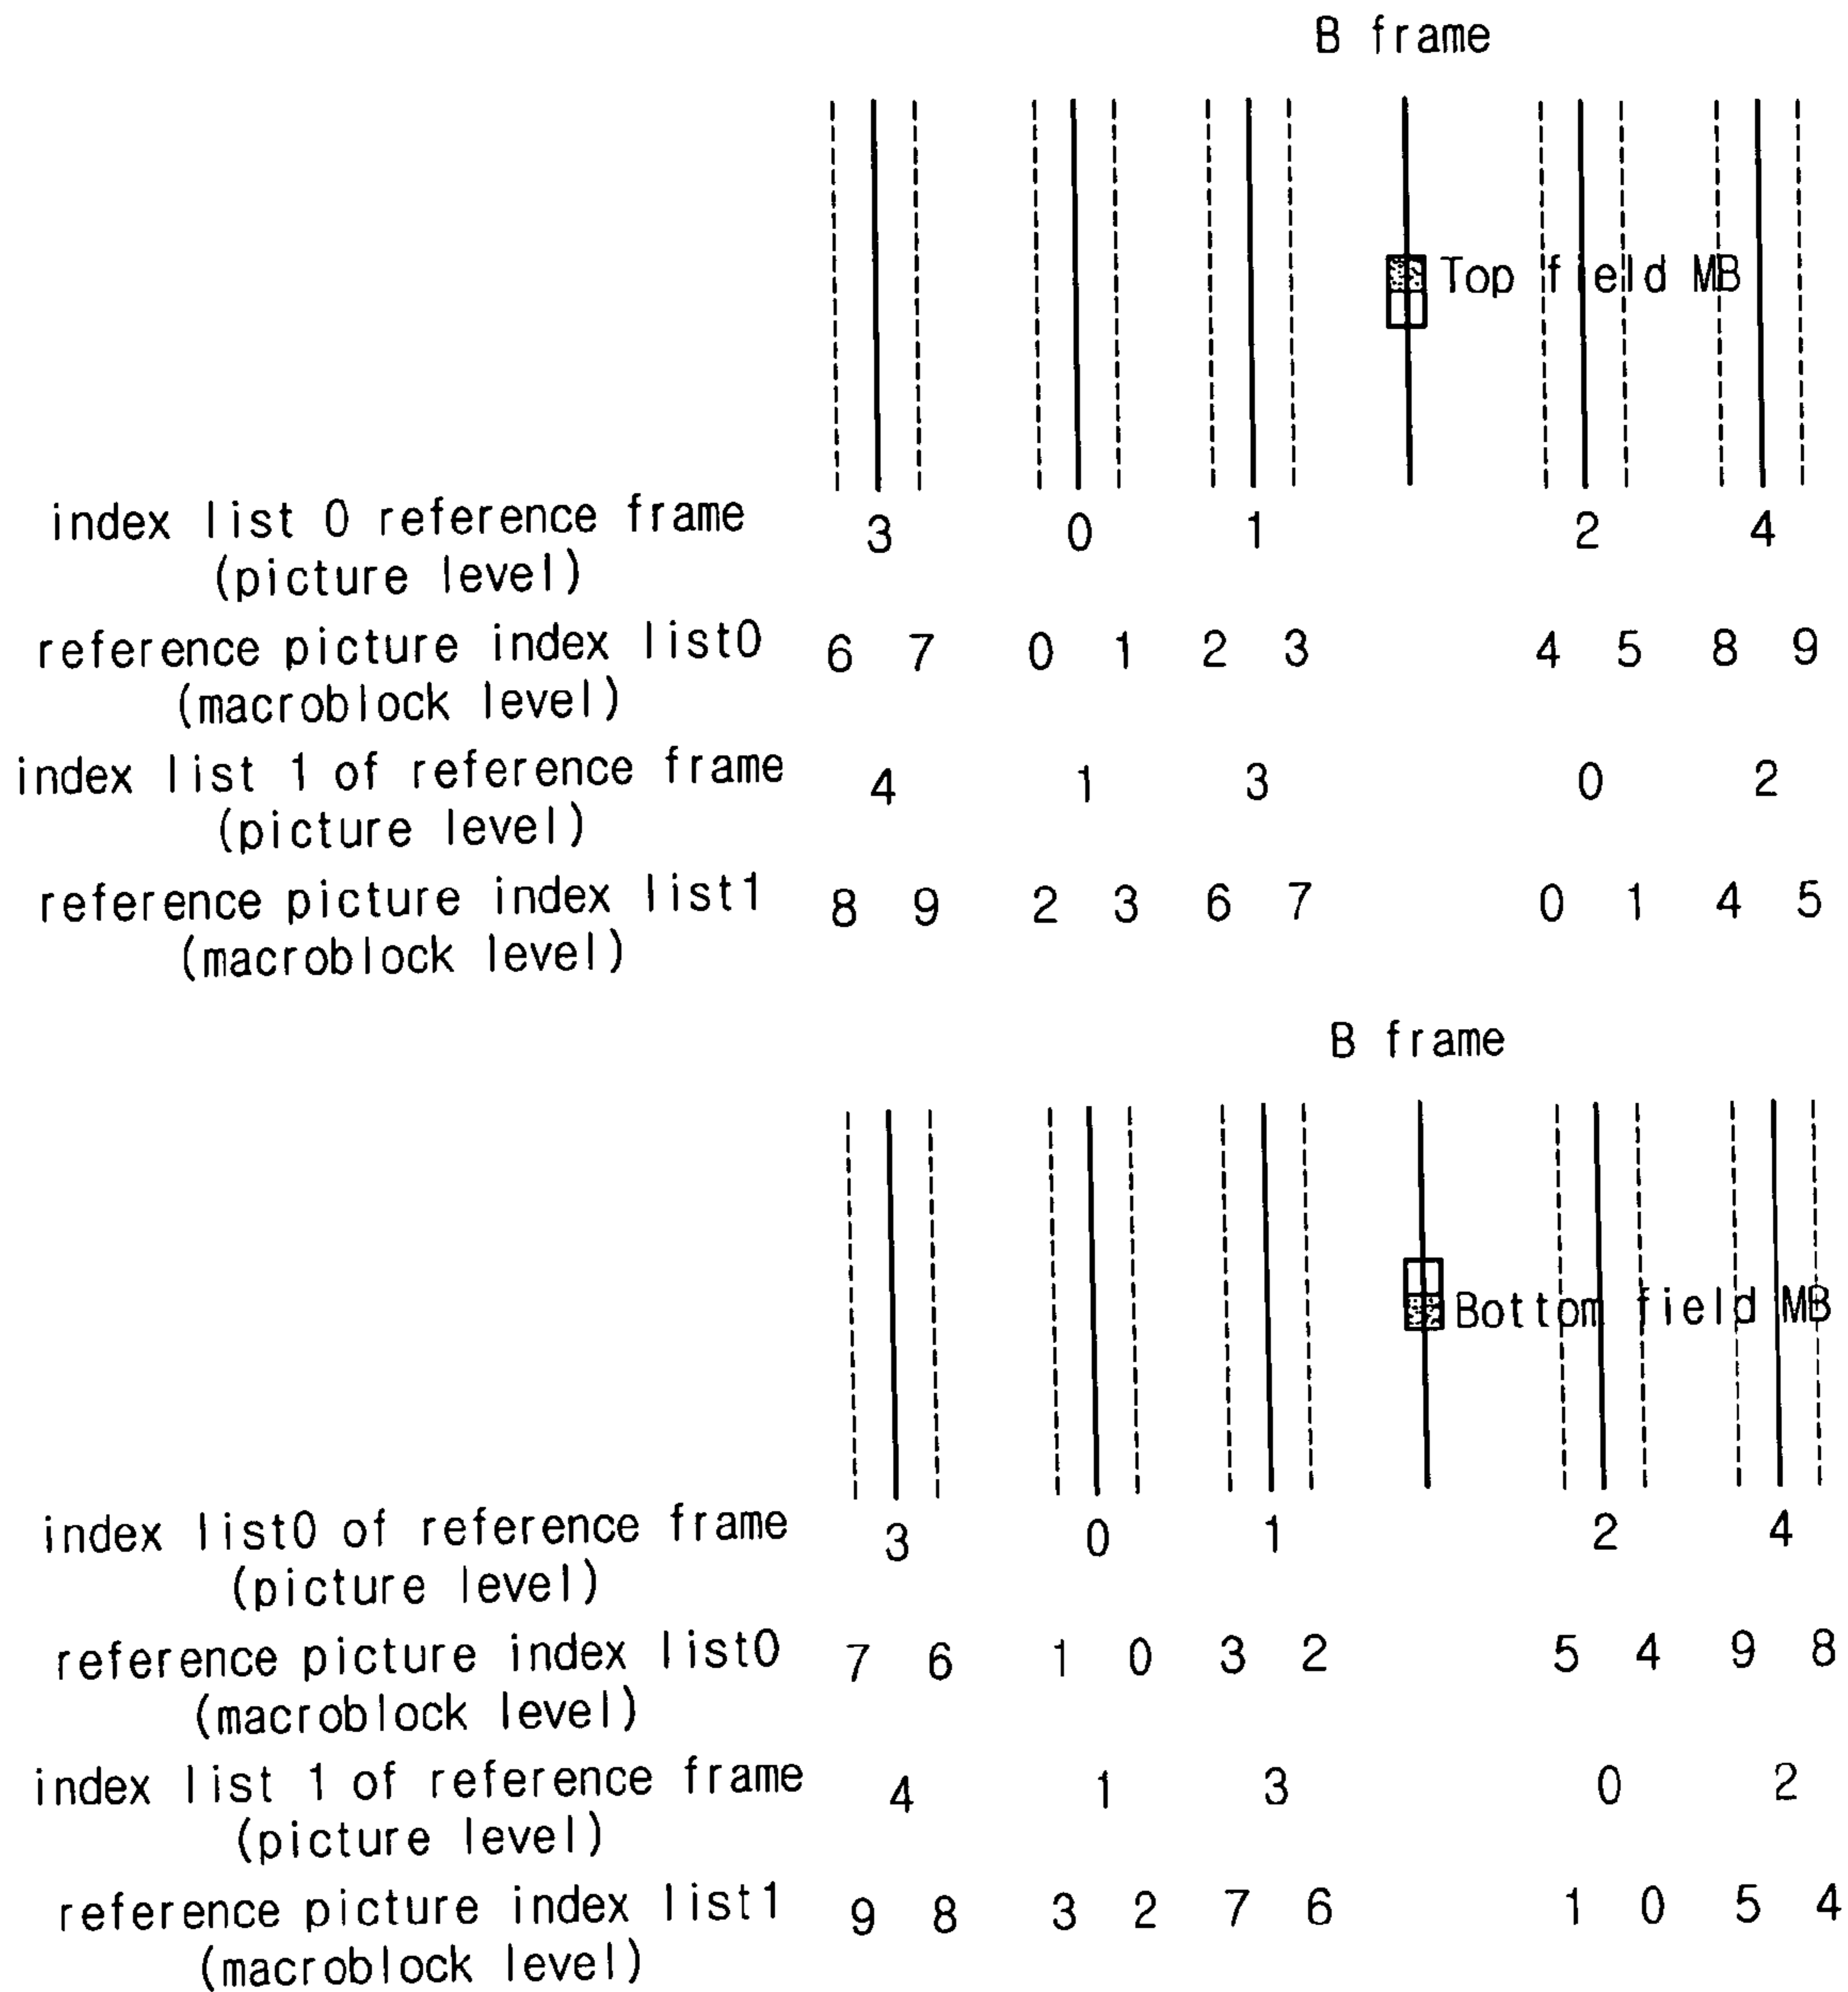 B frame
Top field MB
index list 0 reference frame 3 0 1 2 4
(picture level)
reference picture index list0 6 7 0 1 2 3 4 5 8 9
(macroblock level)
index list 1 of reference frame 4 1 3 0 2
(picture level)
reference picture index list1 8 9 2 3 6 7 0 1 4 5
(macroblock level)
B frame
Bottom field MB
index list0 of reference frame 3 0 1 2 4
(picture level)
reference picture index list0 7 6 1 0 3 2 5 4 9 8
(macroblock level)
index list 1 of reference frame 4 1 3 0 2
(picture level)
reference picture index list1 9 8 3 2 7 6 1 0 5 4
(macroblock level)